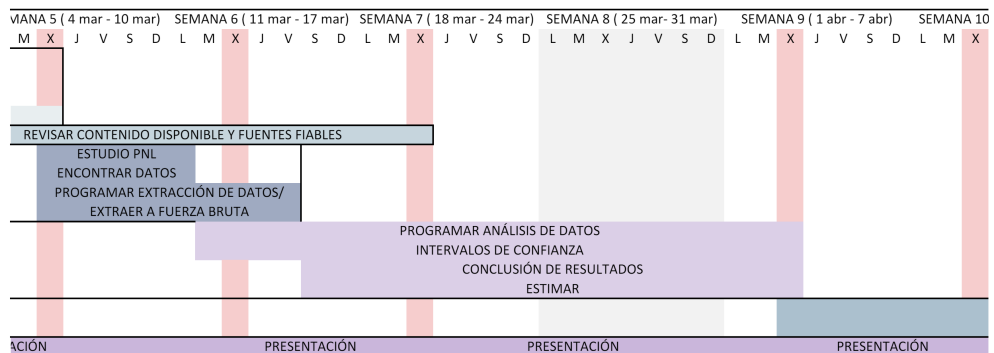 MANA 5 ( 4 mar - 10 mar) SEMANA 6 ( 11 mar - 17 mar) SEMANA 7 ( 18 mar - 24 mar) SEMANA 8 ( 25 mar- 31 mar) SEMANA 9 ( 1 abr - 7 abr) SEMANA 10
M X J V S D L M X J V S D L M X J V S D L M X J V S D L M X J V S D L M X
REVISAR CONTENIDO DISPONIBLE Y FUENTES FIABLES
ESTUDIO PNL
ENCONTRAR DATOS
PROGRAMAR EXTRACCIÓN DE DATOS/
EXTRAER A FUERZA BRUTA
PROGRAMAR ANÁLISIS DE DATOS
INTERVALOS DE CONFIANZA
CONCLUSIÓN DE RESULTADOS
ESTIMAR
ACIÓN PRESENTACIÓN PRESENTACIÓN PRESENTACIÓN